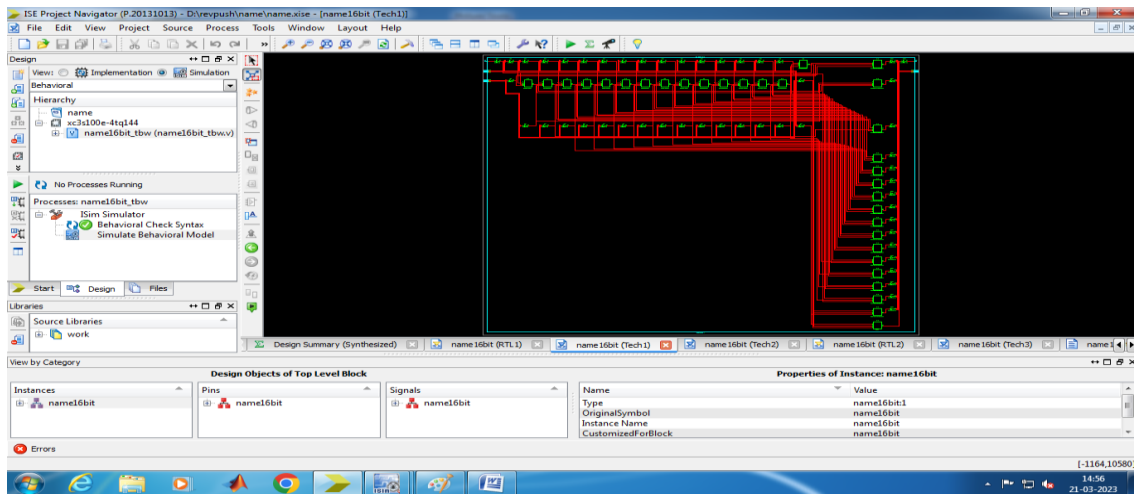 ISE Project Navigator (P.20131013) - D:\revpush\name\name.xise - [name16bit (Tech1)]
File Edit View Project Source Process Tools Window Layout Help
Design
View: Implementation Simulation
Behavioral
Hierarchy
name
xc3s100e-4tq144
name16bit_tbw (name16bit_tbw.v)
No Processes Running
Processes: name16bit_tbw
ISim Simulator
Behavioral Check Syntax
Simulate Behavioral Model
Start Design Files
Libraries
Source Libraries
work
Design Summary (Synthesized) name16bit (RTL1) name16bit (Tech1) name16bit (Tech2) name16bit (RTL2) name16bit (Tech3) name1
View by Category
Design Objects of Top Level Block Properties of Instance: name16bit
Instances Pins Signals Name Value
name16bit name16bit name16bit Type name16bit:1
OriginalSymbol name16bit
Instance Name name16bit
CustomizedForBlock name16bit
Errors
[-1164,10580]
14:56
21-03-2023